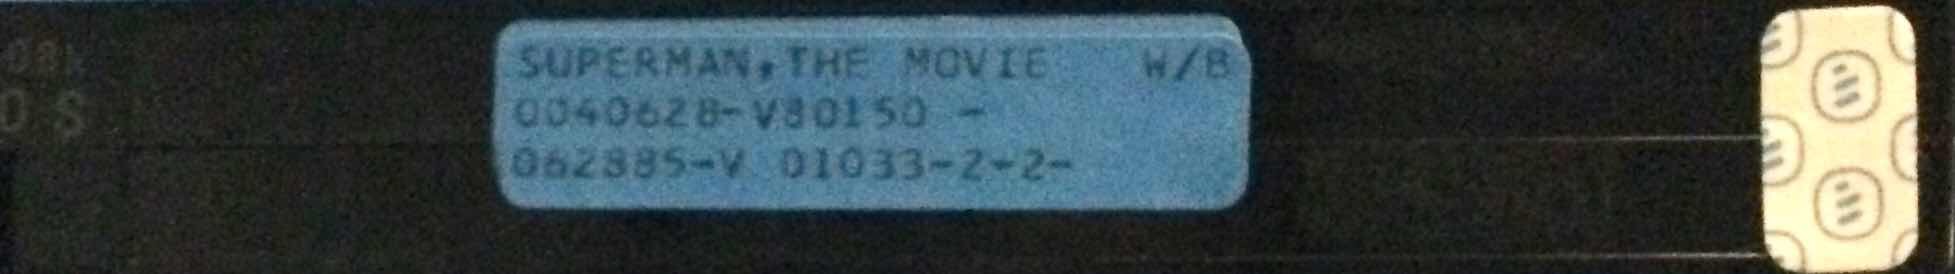 SUPERMAN,THE MOVIE W/B
0040628-V80150 -
062885-V 01033-2-2-